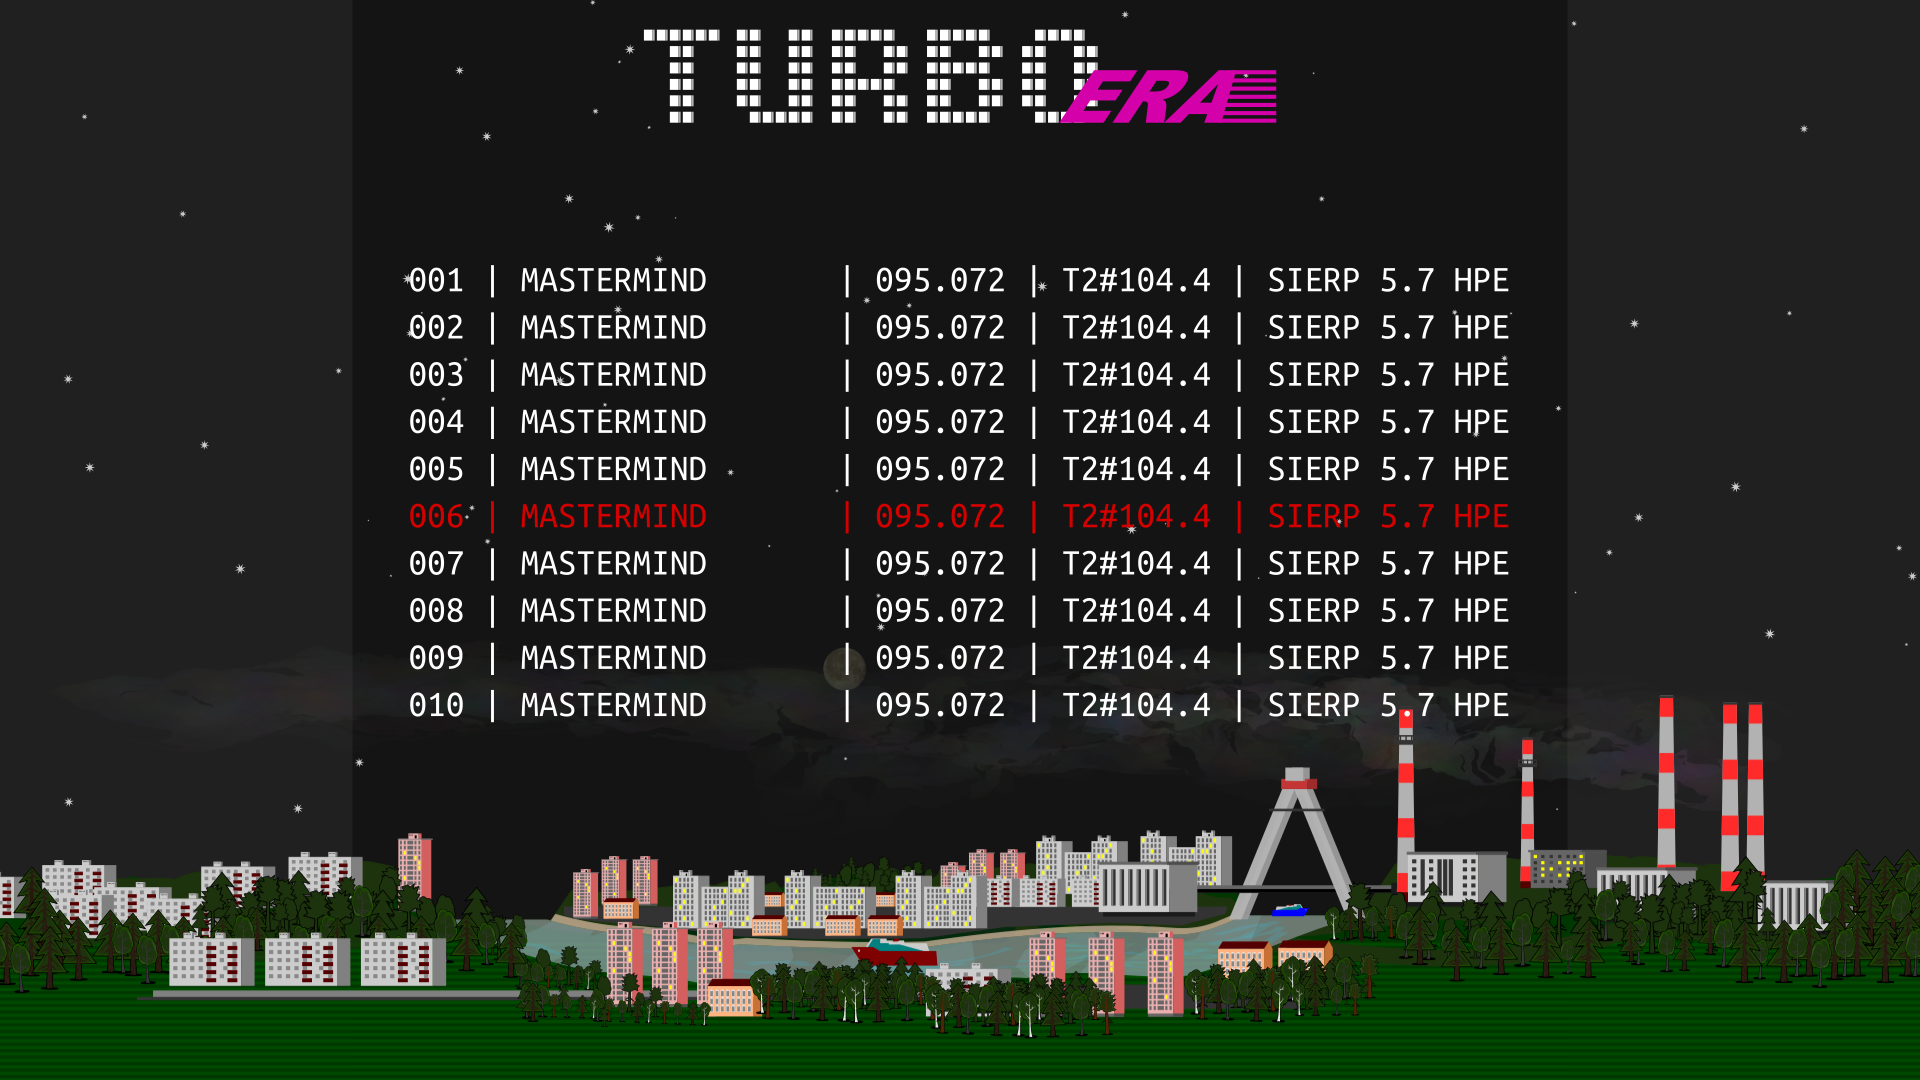 TURBO ERA
001 | MASTERMIND | 095.072 | T2#104.4 | SIERP 5.7 HPE
002 | MASTERMIND | 095.072 | T2#104.4 | SIERP 5.7 HPE
003 | MASTERMIND | 095.072 | T2#104.4 | SIERP 5.7 HPE
004 | MASTERMIND | 095.072 | T2#104.4 | SIERP 5.7 HPE
005 | MASTERMIND | 095.072 | T2#104.4 | SIERP 5.7 HPE
006 | MASTERMIND | 095.072 | T2#104.4 | SIERP 5.7 HPE
007 | MASTERMIND | 095.072 | T2#104.4 | SIERP 5.7 HPE
008 | MASTERMIND | 095.072 | T2#104.4 | SIERP 5.7 HPE
009 | MASTERMIND | 095.072 | T2#104.4 | SIERP 5.7 HPE
010 | MASTERMIND | 095.072 | T2#104.4 | SIERP 5.7 HPE